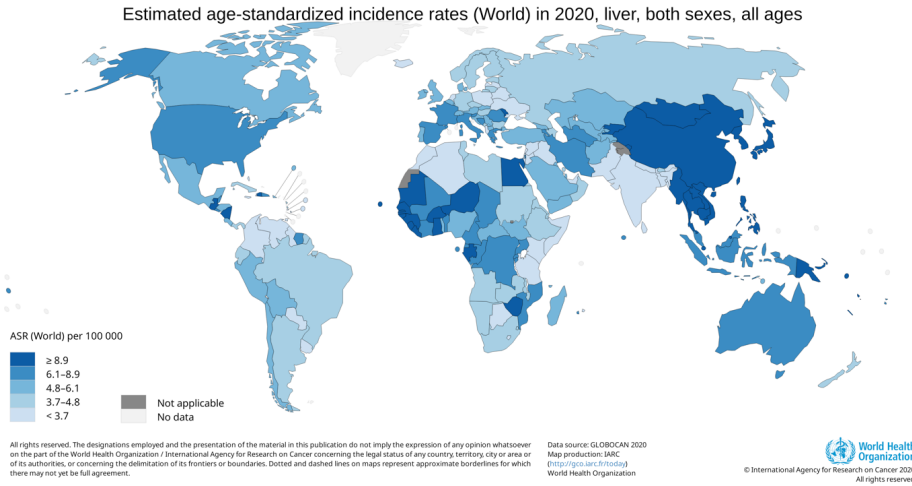 Estimated age-standardized incidence rates (World) in 2020, liver, both sexes, all ages
ASR (World) per 100 000
≥ 8.9
6.1–8.9
4.8–6.1
3.7–4.8
< 3.7
Not applicable
No data
All rights reserved. The designations employed and the presentation of the material in this publication do not imply the expression of any opinion whatsoever
on the part of the World Health Organization / International Agency for Research on Cancer concerning the legal status of any country, territory, city or area or
of its authorities, or concerning the delimitation of its frontiers or boundaries. Dotted and dashed lines on maps represent approximate borderlines for which
there may not yet be full agreement.
Data source: GLOBOCAN 2020
Map production: IARC
(http://gco.iarc.fr/today)
World Health Organization
World Health
Organization
© International Agency for Research on Cancer 2020
All rights reserved